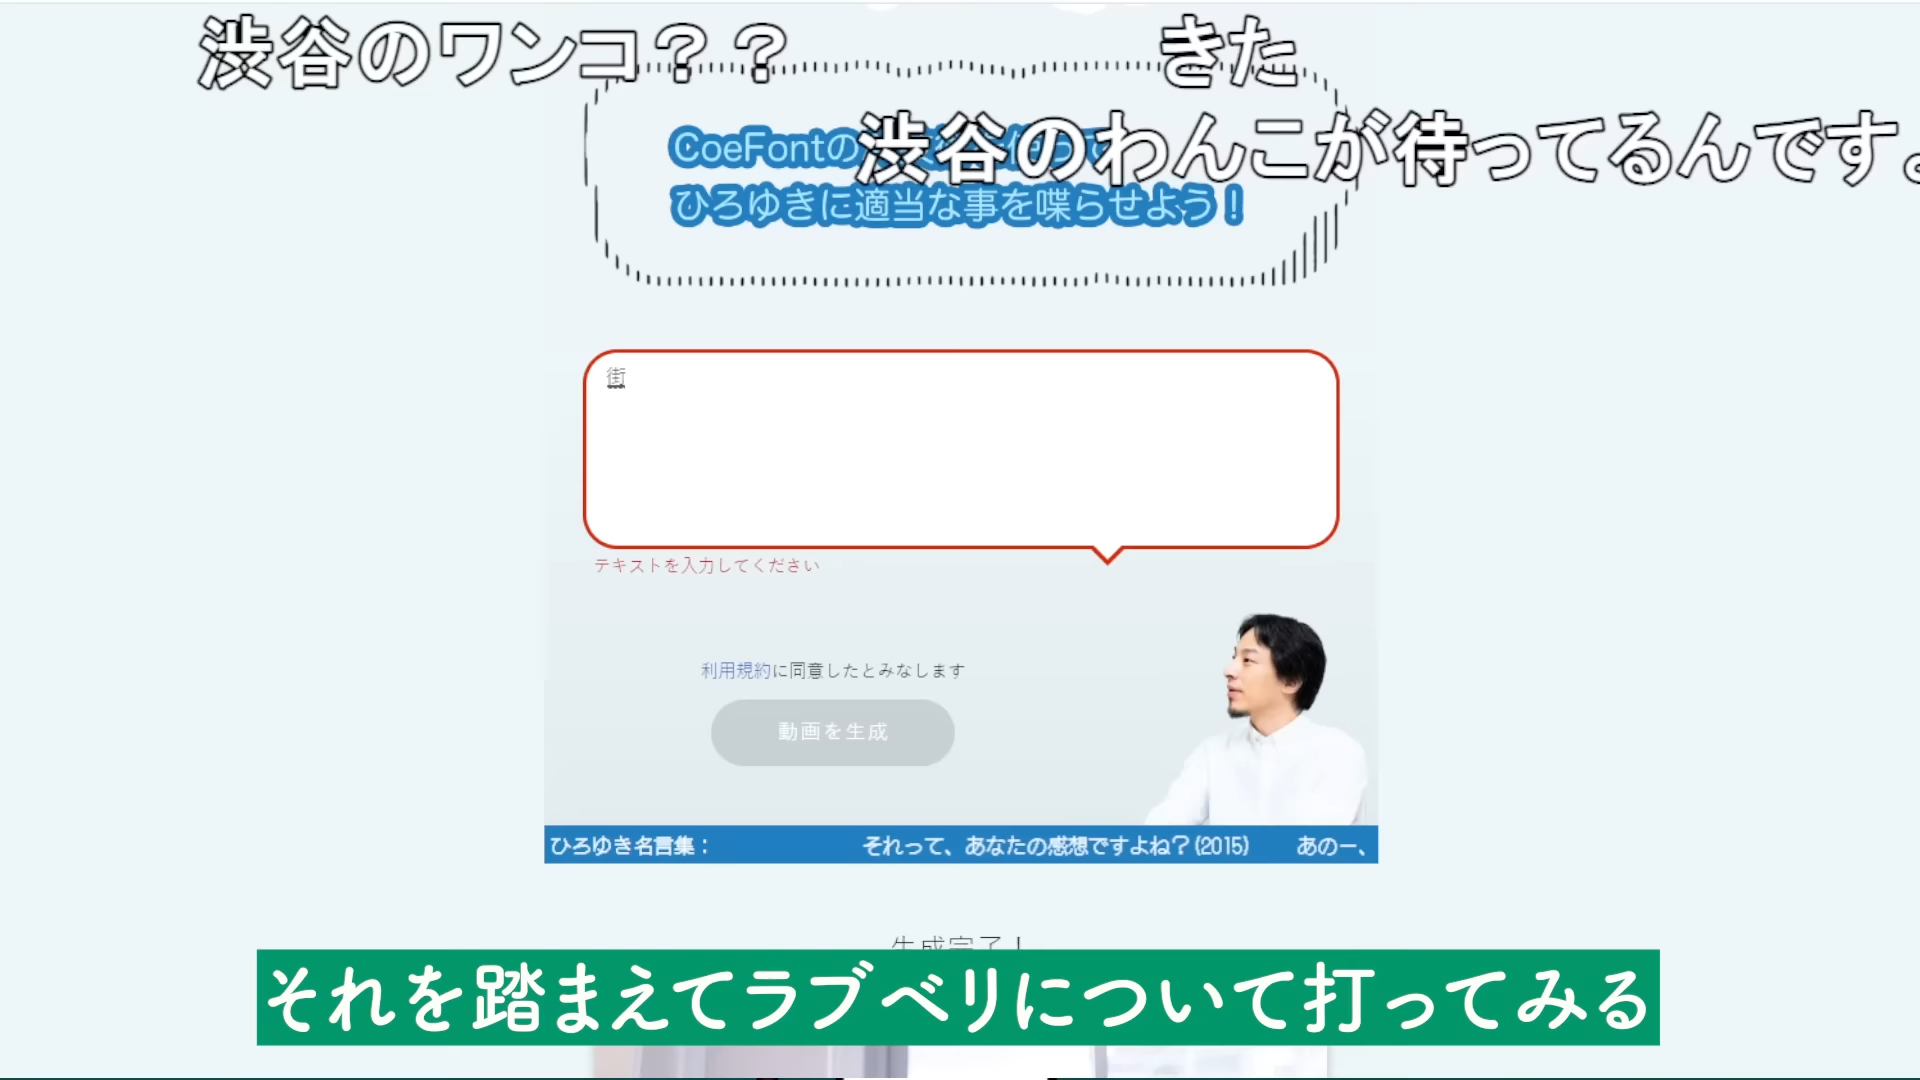 渋谷のワンコ？？
きた
渋谷のわんこが待ってるんです
CoeFontの
ひろゆきに適当な事を喋らせよう！
街
テキストを入力してください
利用規約に同意したとみなします
動画を生成
ひろゆき名言集： それって、あなたの感想ですよね？(2015) あのー、
生成完了！
それを踏まえてラブベリについて打ってみる